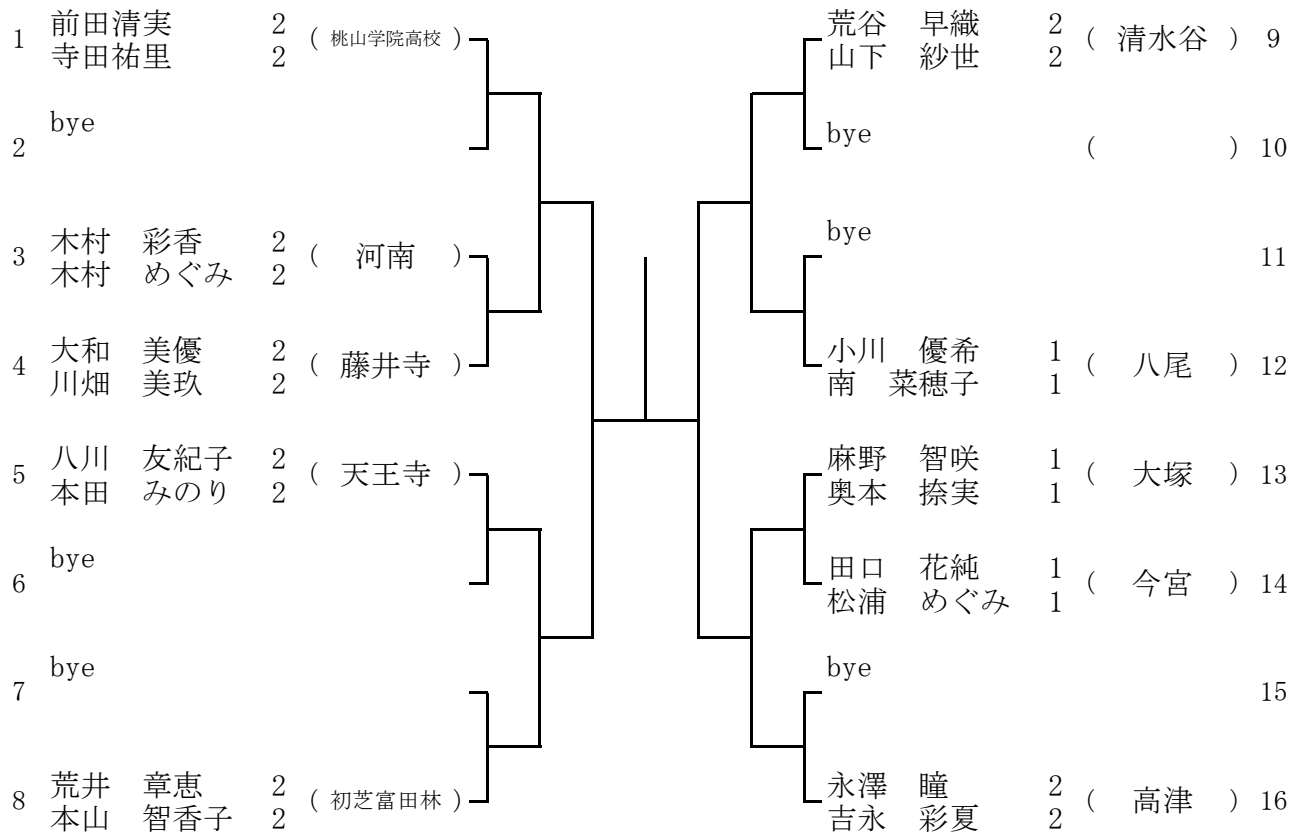 1 前田清実 2 ( 桃山学院高校 )
寺田祐里 2
2 bye
3 木村 彩香 2 ( 河南 )
木村 めぐみ 2
4 大和 美優 2 ( 藤井寺 )
川畑 美玖 2
5 八川 友紀子 2 ( 天王寺 )
本田 みのり 2
6 bye
7 bye
8 荒井 章恵 2 ( 初芝富田林 )
本山 智香子 2
荒谷 早織 2 ( 清水谷 ) 9
山下 紗世 2
bye ( ) 10
bye 11
小川 優希 1 ( 八尾 ) 12
南 菜穂子 1
麻野 智咲 1 ( 大塚 ) 13
奥本 捺実 1
田口 花純 1 ( 今宮 ) 14
松浦 めぐみ 1
bye 15
永澤 瞳 2 ( 高津 ) 16
吉永 彩夏 2